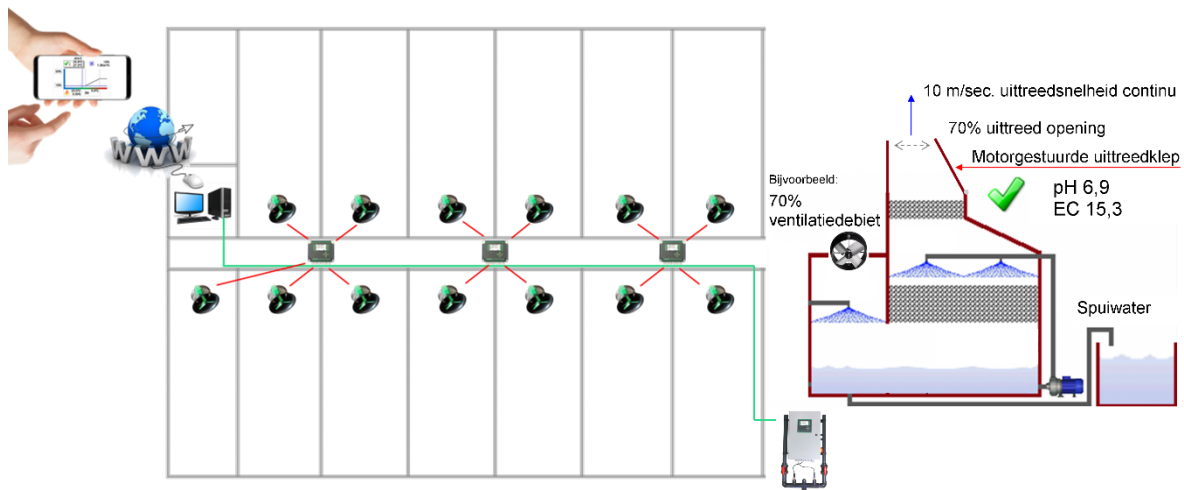 WWW
10 m/sec. uittreedsnelheid continu
70% uittreed opening
Motorgestuurde uittreedklep
pH 6,9
EC 15,3
Bijvoorbeeld:
70%
ventilatiedebiet
Spuiwater